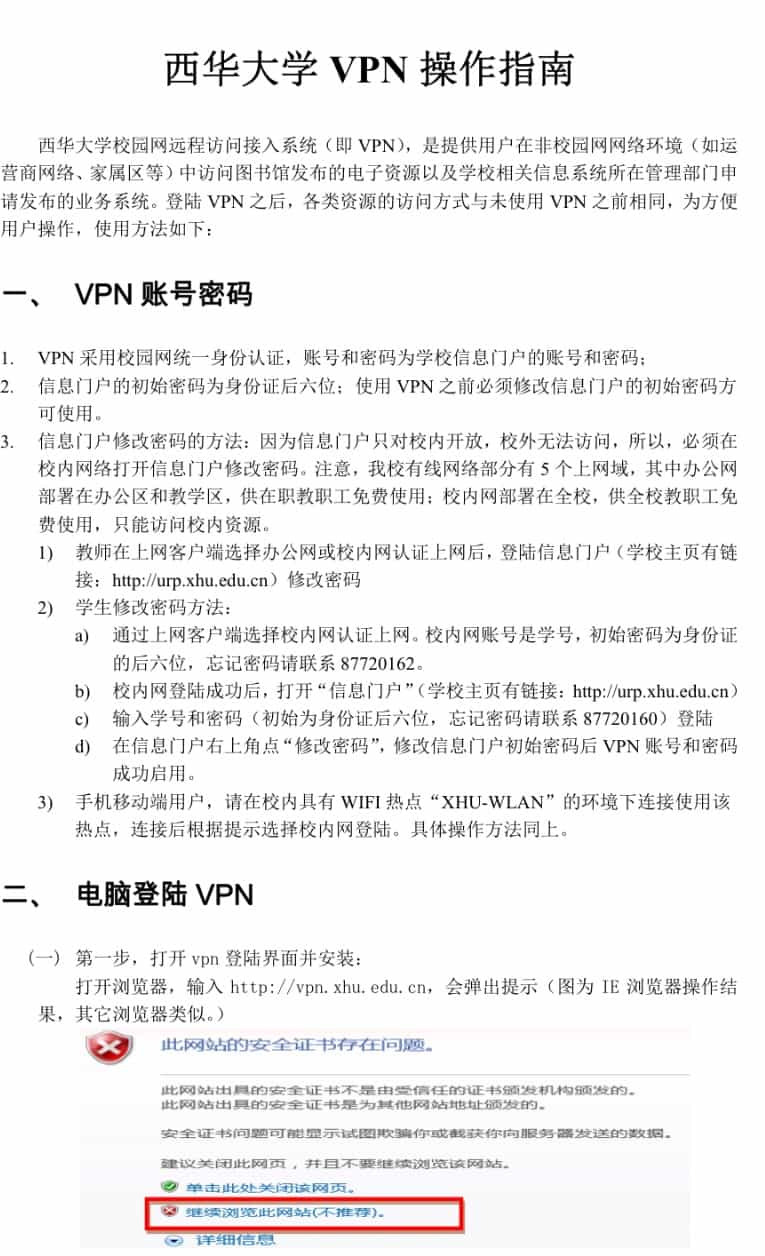 西华大学 VPN 操作指南
西华大学校园网远程访问接入系统（即 VPN），是提供用户在非校园网网络环境（如运
营商网络、家属区等）中访问图书馆发布的电子资源以及学校相关信息系统所在管理部门申
请发布的业务系统。登陆 VPN 之后，各类资源的访问方式与未使用 VPN 之前相同，为方便
用户操作，使用方法如下：
一、 VPN 账号密码
1. VPN 采用校园网统一身份认证，账号和密码为学校信息门户的账号和密码；
2. 信息门户的初始密码为身份证后六位；使用 VPN 之前必须修改信息门户的初始密码方
可使用。
3. 信息门户修改密码的方法：因为信息门户只对校内开放，校外无法访问，所以，必须在
校内网络打开信息门户修改密码。注意，我校有线网络部分有 5 个上网域，其中办公网
部署在办公区和教学区，供在职教职工免费使用；校内网部署在全校，供全校教职工免
费使用，只能访问校内资源。
1) 教师在上网客户端选择办公网或校内网认证上网后，登陆信息门户（学校主页有链
接：http://urp.xhu.edu.cn）修改密码
2) 学生修改密码方法：
a) 通过上网客户端选择校内网认证上网。校内网账号是学号，初始密码为身份证
的后六位，忘记密码请联系 87720162。
b) 校内网登陆成功后，打开“信息门户”（学校主页有链接：http://urp.xhu.edu.cn）
c) 输入学号和密码（初始为身份证后六位，忘记密码请联系 87720160）登陆
d) 在信息门户右上角点“修改密码”，修改信息门户初始密码后 VPN 账号和密码
成功启用。
3) 手机移动端用户，请在校内具有 WIFI 热点“XHU-WLAN”的环境下连接使用该
热点，连接后根据提示选择校内网登陆。具体操作方法同上。
二、 电脑登陆 VPN
(一) 第一步，打开 vpn 登陆界面并安装：
打开浏览器，输入 http://vpn.xhu.edu.cn，会弹出提示（图为 IE 浏览器操作结
果，其它浏览器类似。）
此网站的安全证书存在问题。
此网站出具的安全证书不是由受信任的证书颁发机构颁发的。
此网站出具的安全证书是为其他网站地址颁发的。
安全证书问题可能显示试图欺骗你或截获你向服务器发送的数据。
建议关闭此网页，并且不要继续浏览该网站。
单击此处关闭该网页。
继续浏览此网站(不推荐)。
详细信息